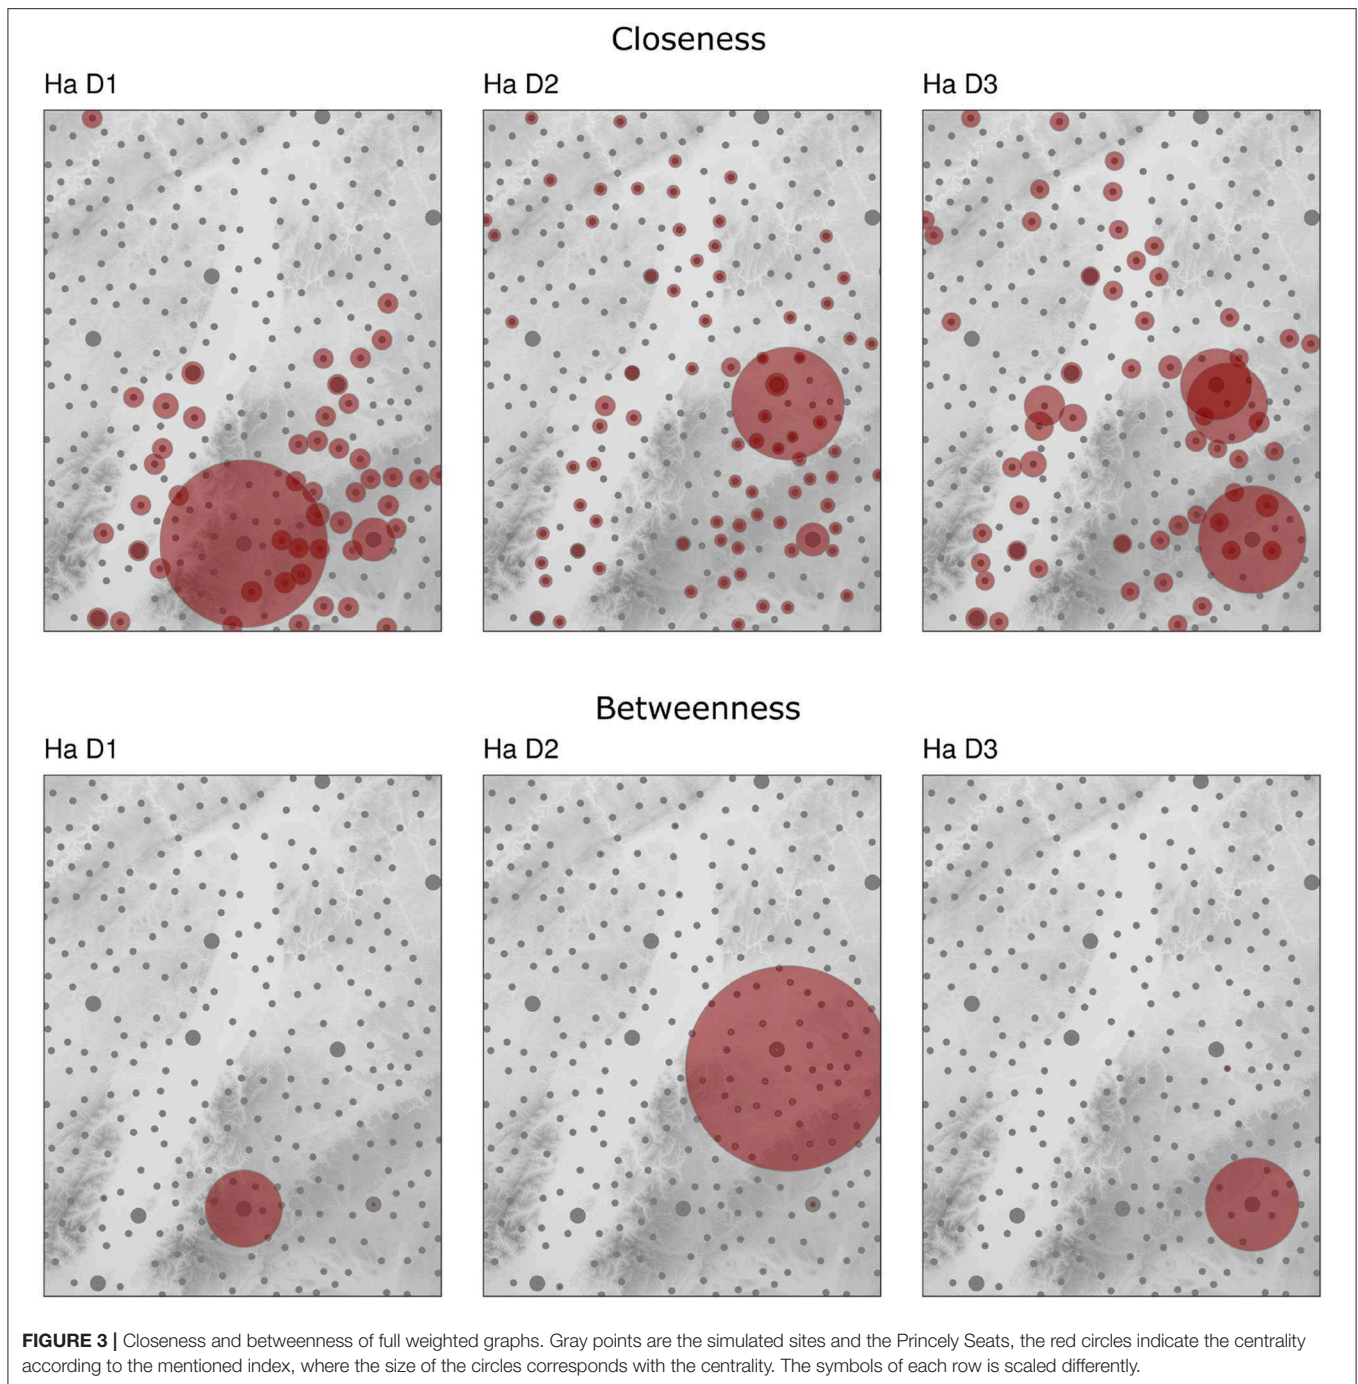 Closeness
Ha D1
Ha D2
Ha D3
Betweenness
Ha D1
Ha D2
Ha D3
FIGURE 3 | Closeness and betweenness of full weighted graphs. Gray points are the simulated sites and the Princely Seats, the red circles indicate the centrality
according to the mentioned index, where the size of the circles corresponds with the centrality. The symbols of each row is scaled differently.